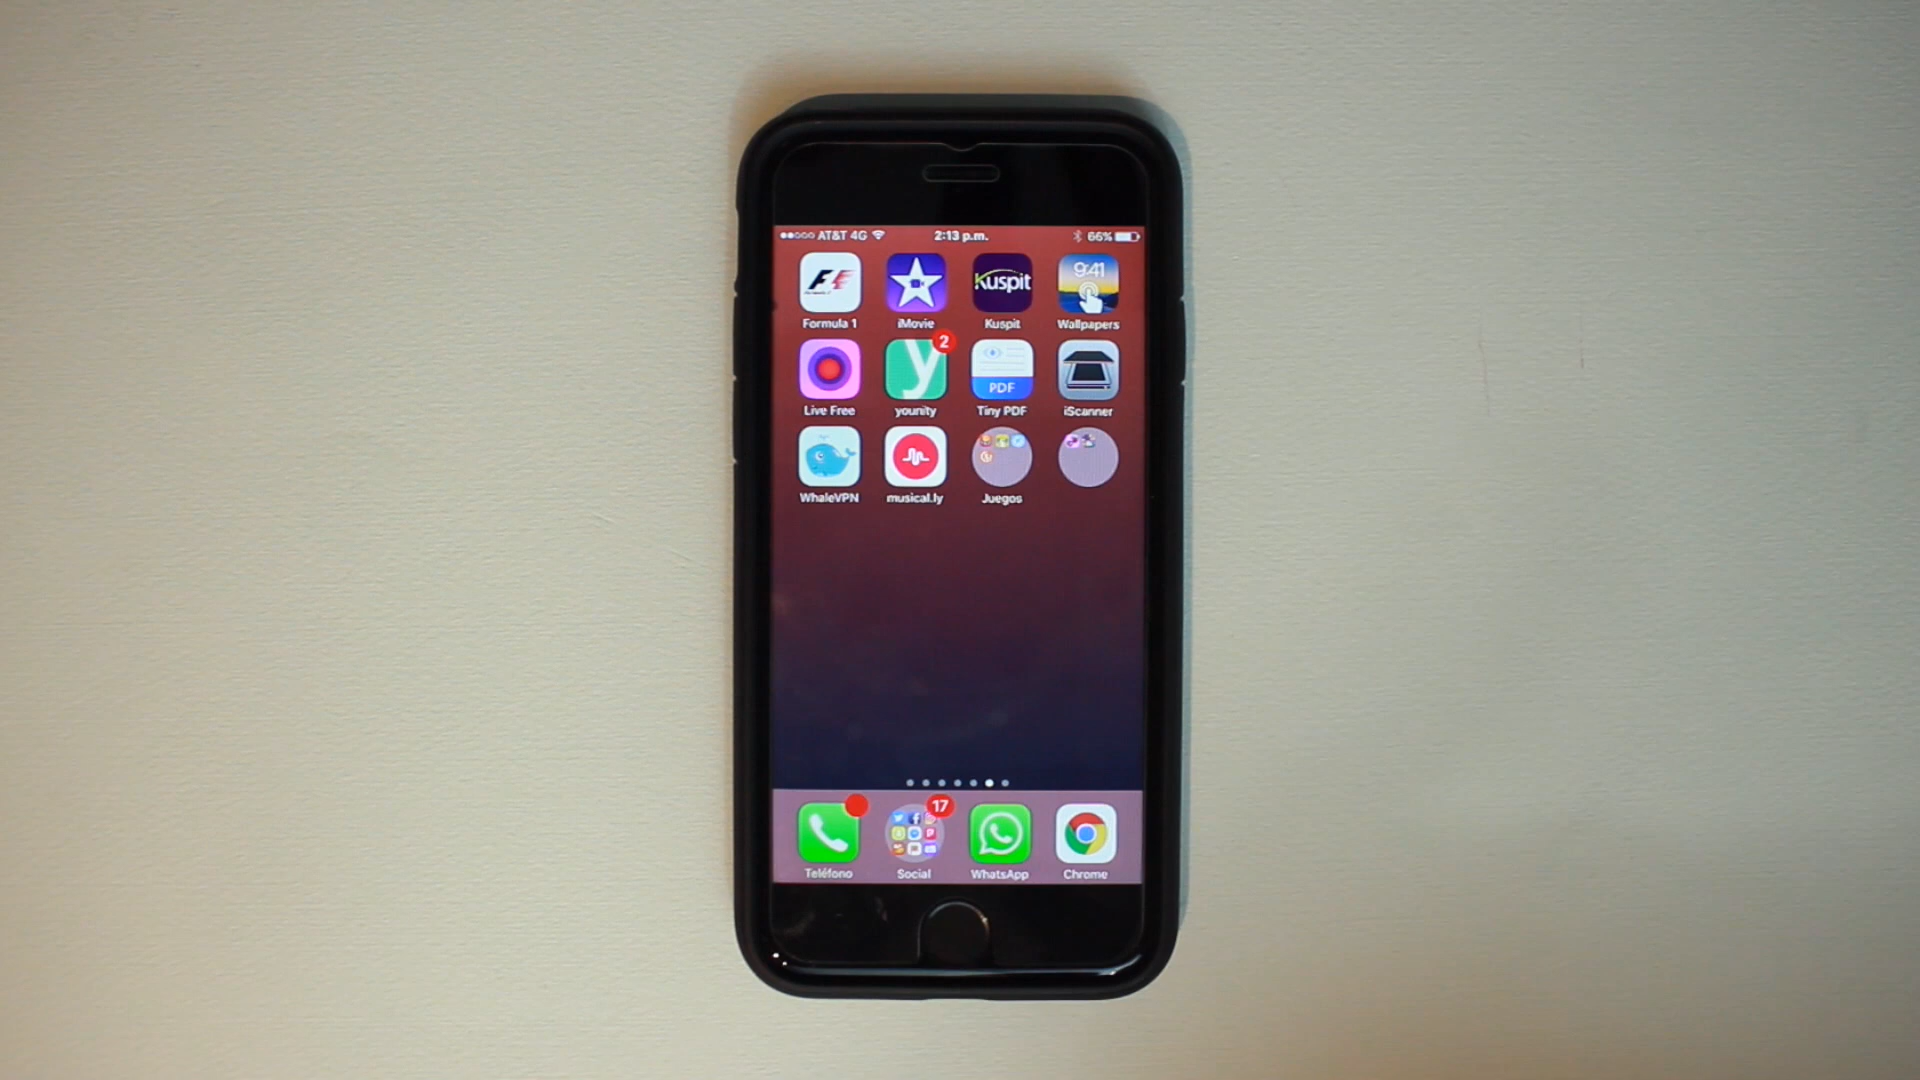 AT&T 4G 2:13 p.m. 66%
9:41
Kuspit
Formula 1 iMovie Kuspit Wallpapers
2
y
PDF
Live Free younity Tiny PDF iScanner
WhaleVPN musical.ly Juegos
17
Teléfono Social WhatsApp Chrome